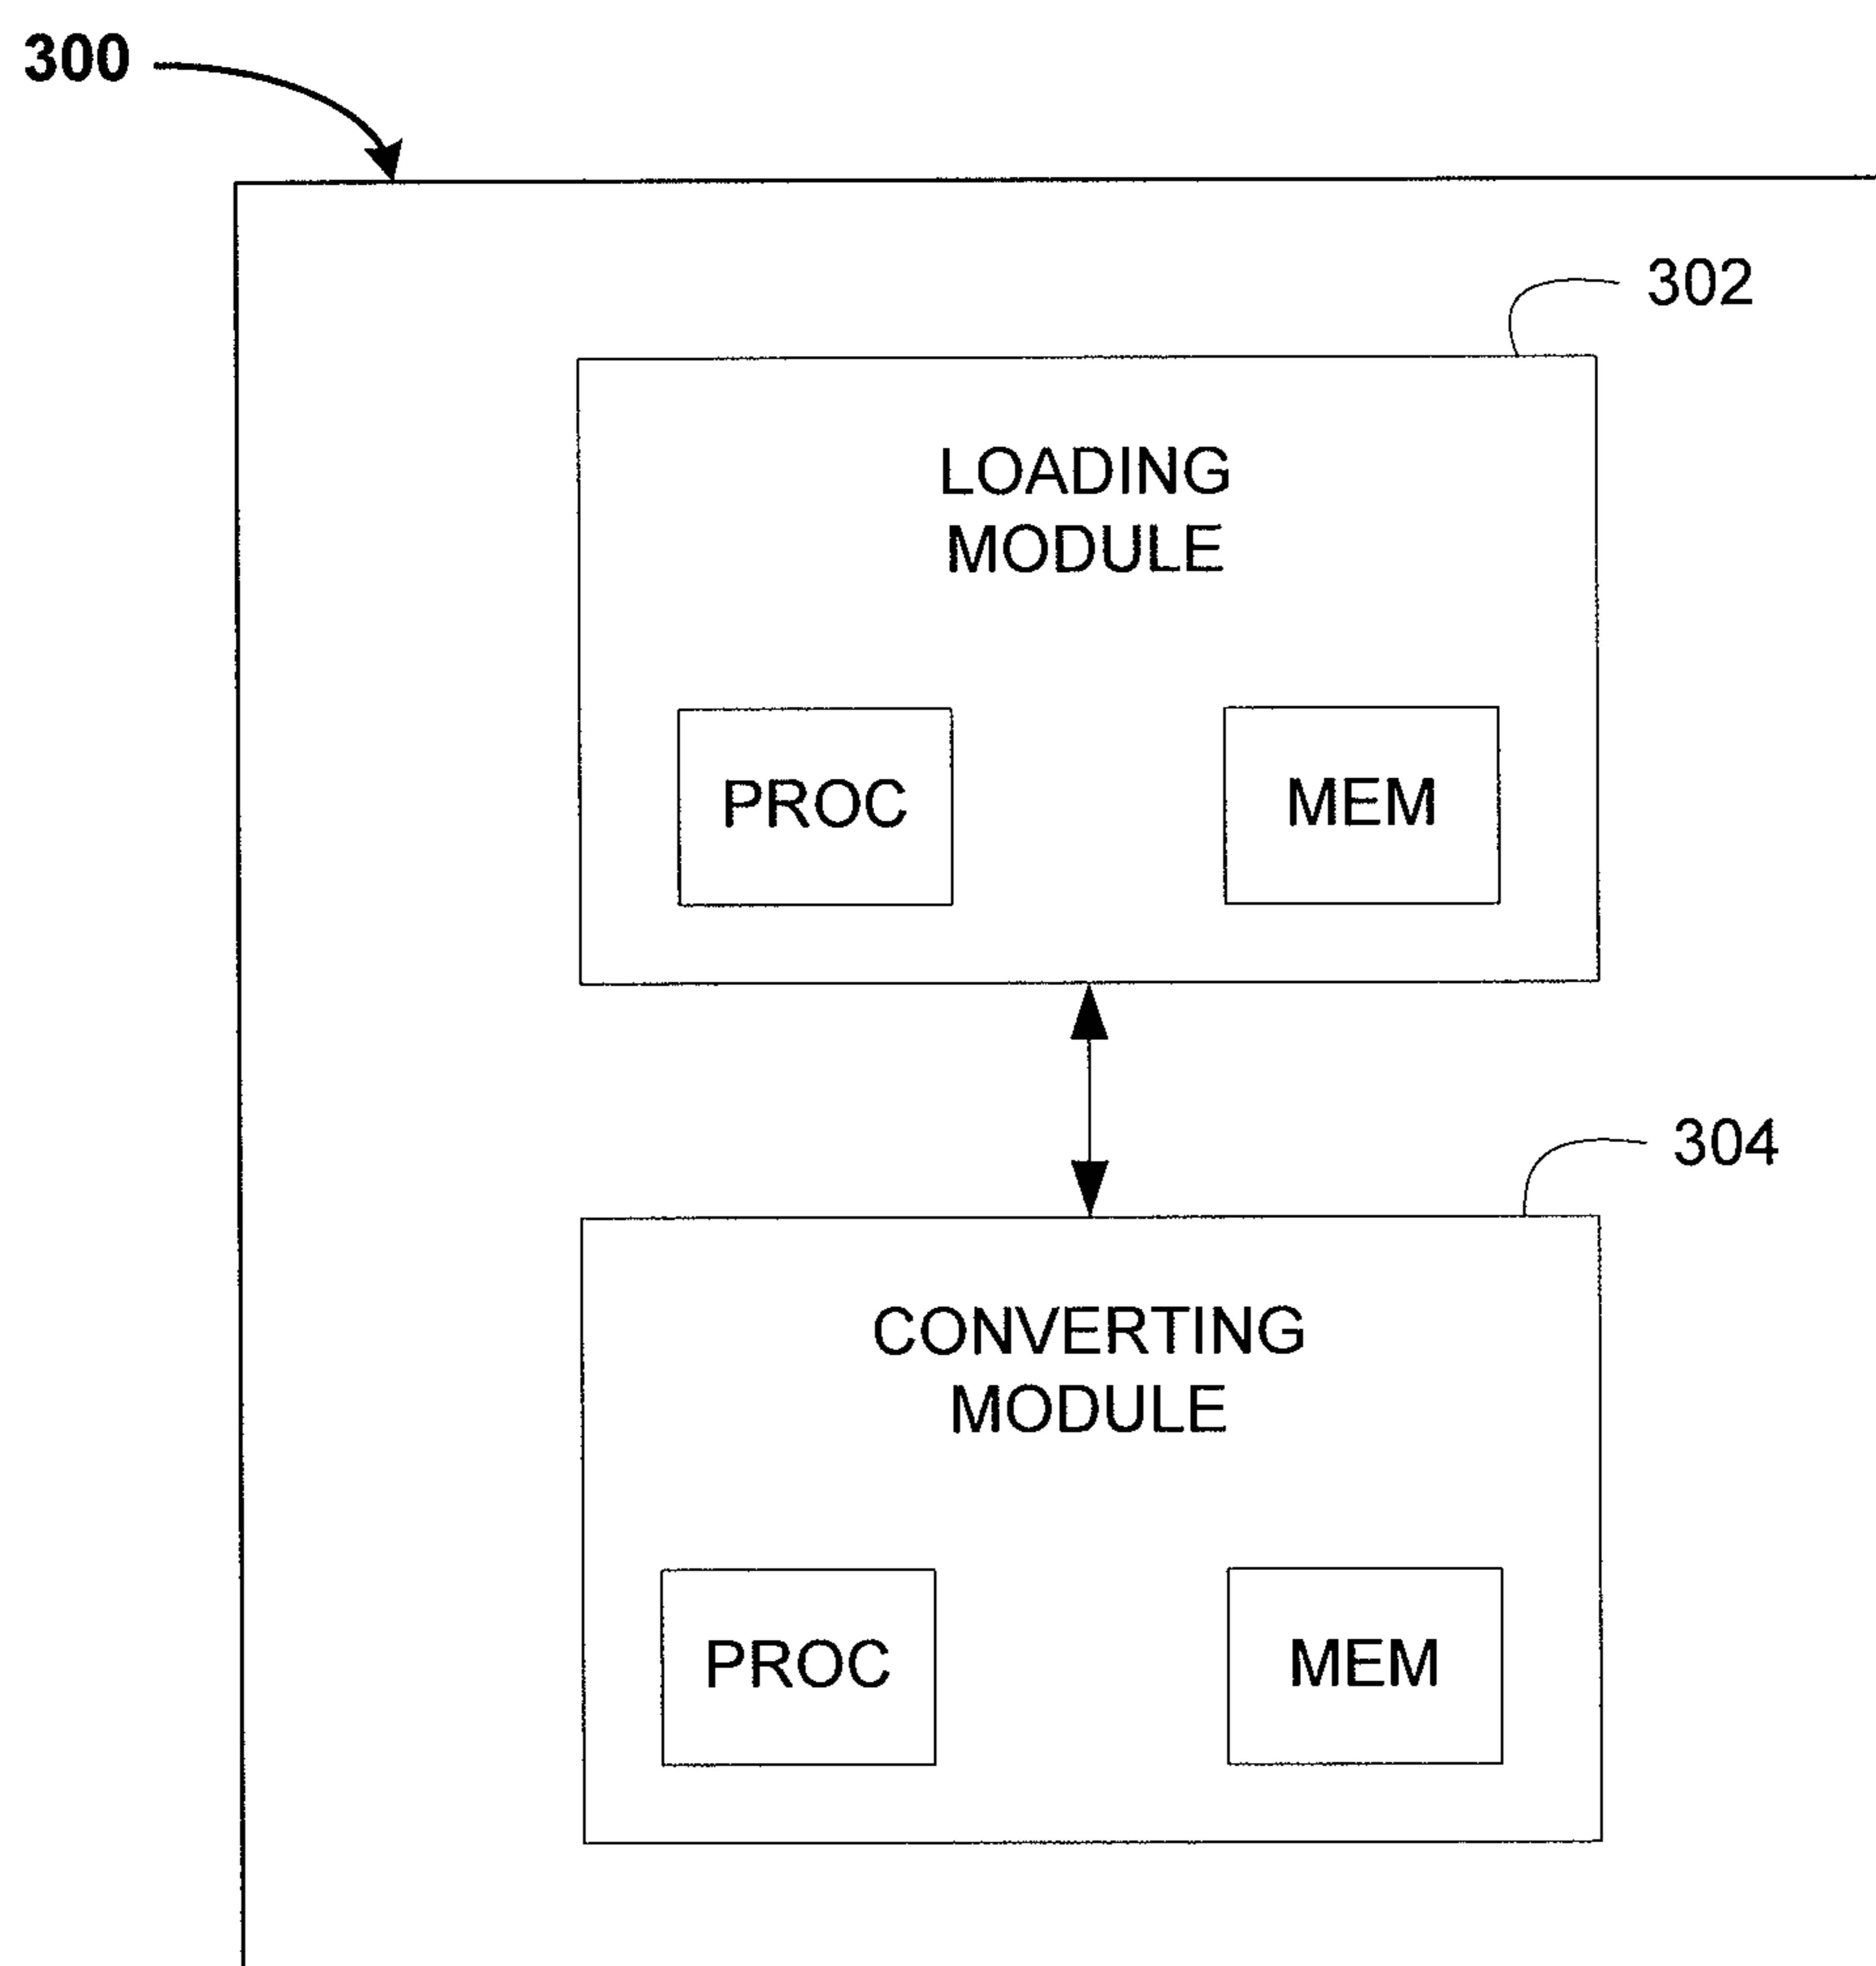 300
302
LOADING
MODULE
PROC
MEM
304
CONVERTING
MODULE
PROC
MEM